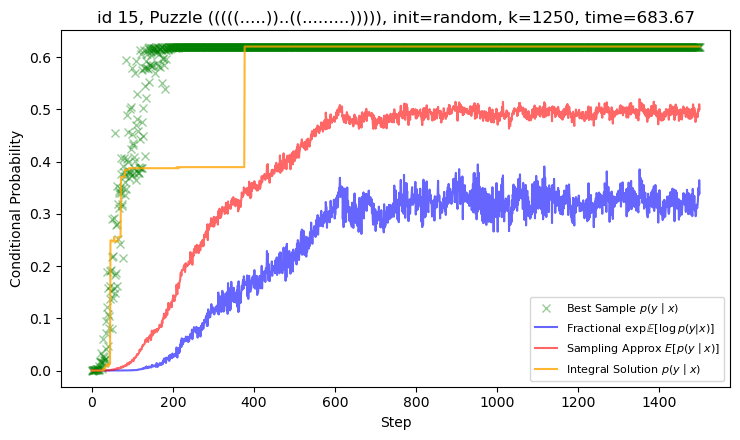 id 15, Puzzle (((((.....))..((.........))))), init=random, k=1250, time=683.67
Conditional Probability
0.6
0.5
0.4
0.3
0.2
0.1
0.0
Best Sample p(y | x)
Fractional exp 𝔼[log p(y|x)]
Sampling Approx E[p(y | x)]
Integral Solution p(y | x)
0 200 400 600 800 1000 1200 1400
Step